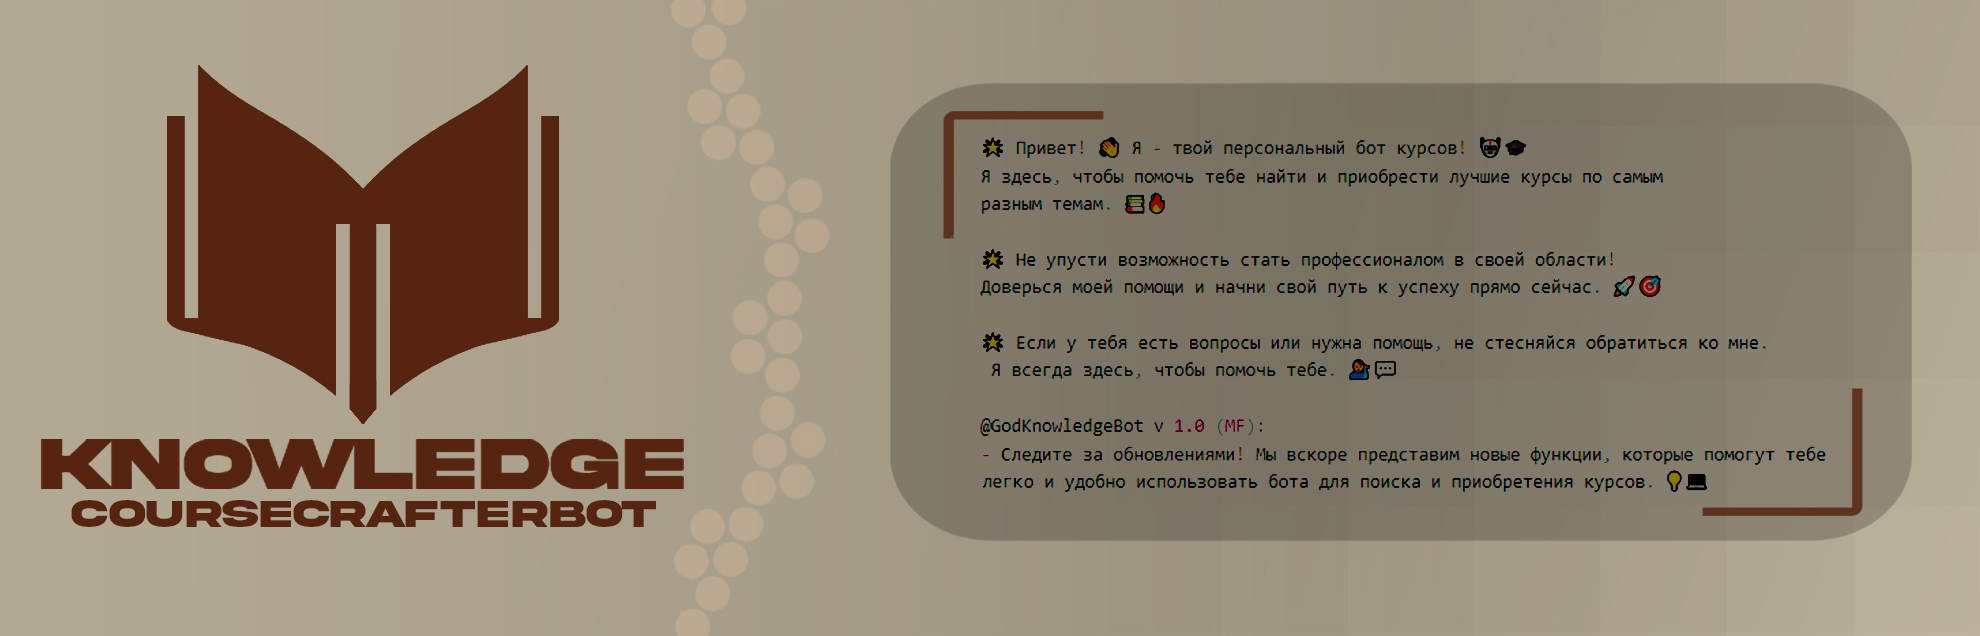 KNOWLEDGE
COURSECRAFTERBOT
🌟 Привет! 👋 Я - твой персональный бот курсов! 🤖🎓
Я здесь, чтобы помочь тебе найти и приобрести лучшие курсы по самым
разным темам. 📚🔥
🌟 Не упусти возможность стать профессионалом в своей области!
Доверься моей помощи и начни свой путь к успеху прямо сейчас. 🚀🎯
🌟 Если у тебя есть вопросы или нужна помощь, не стесняйся обратиться ко мне.
Я всегда здесь, чтобы помочь тебе. 💁💬
@GodKnowledgeBot v 1.0 (MF):
- Следите за обновлениями! Мы вскоре представим новые функции, которые помогут тебе
легко и удобно использовать бота для поиска и приобретения курсов. 💡💻